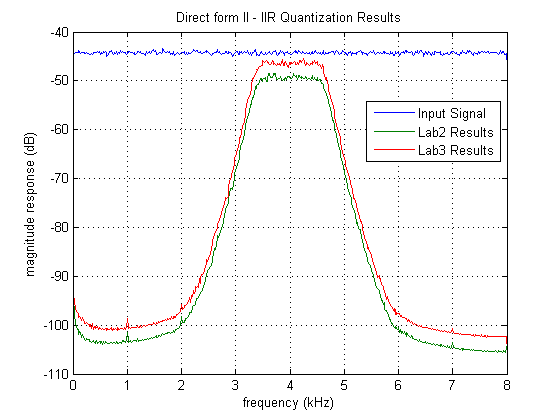 Direct form II - IIR Quantization Results
magnitude response (dB)
-40
-50
-60
-70
-80
-90
-100
-110
Input Signal
Lab2 Results
Lab3 Results
0 1 2 3 4 5 6 7 8
frequency (kHz)